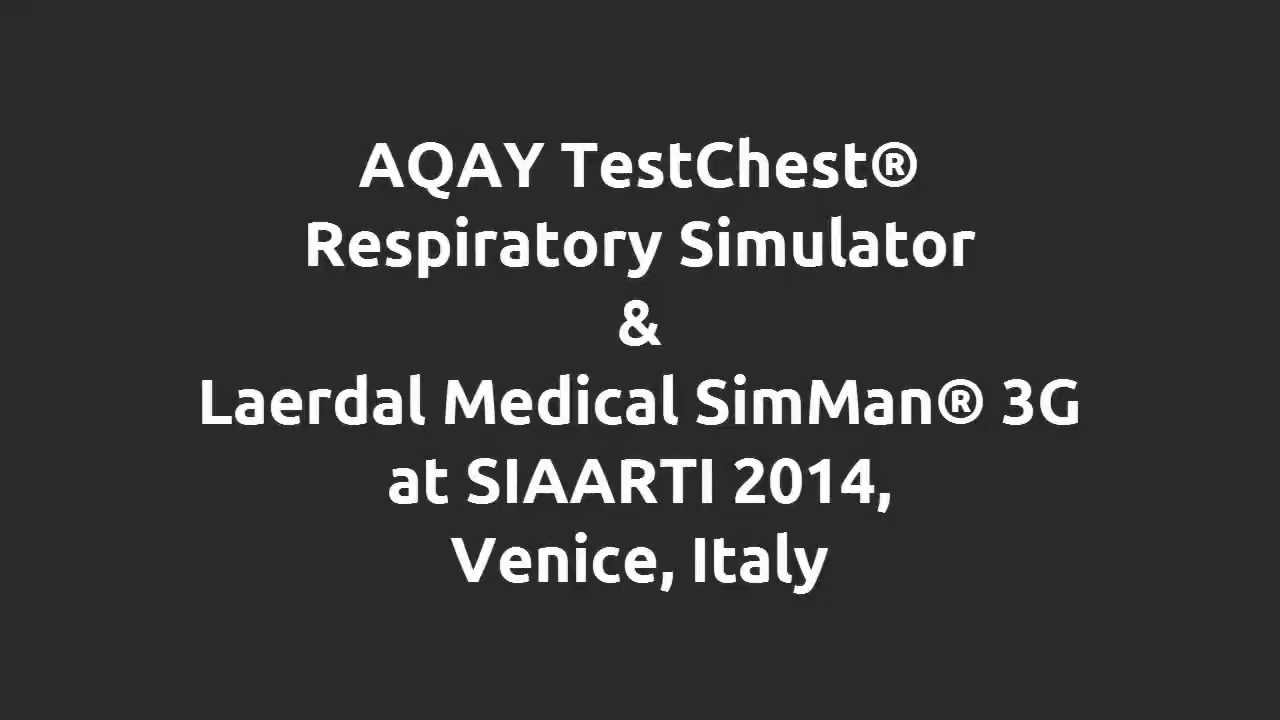 AQAY TestChest®
Respiratory Simulator
&
Laerdal Medical SimMan® 3G
at SIAARTI 2014,
Venice, Italy